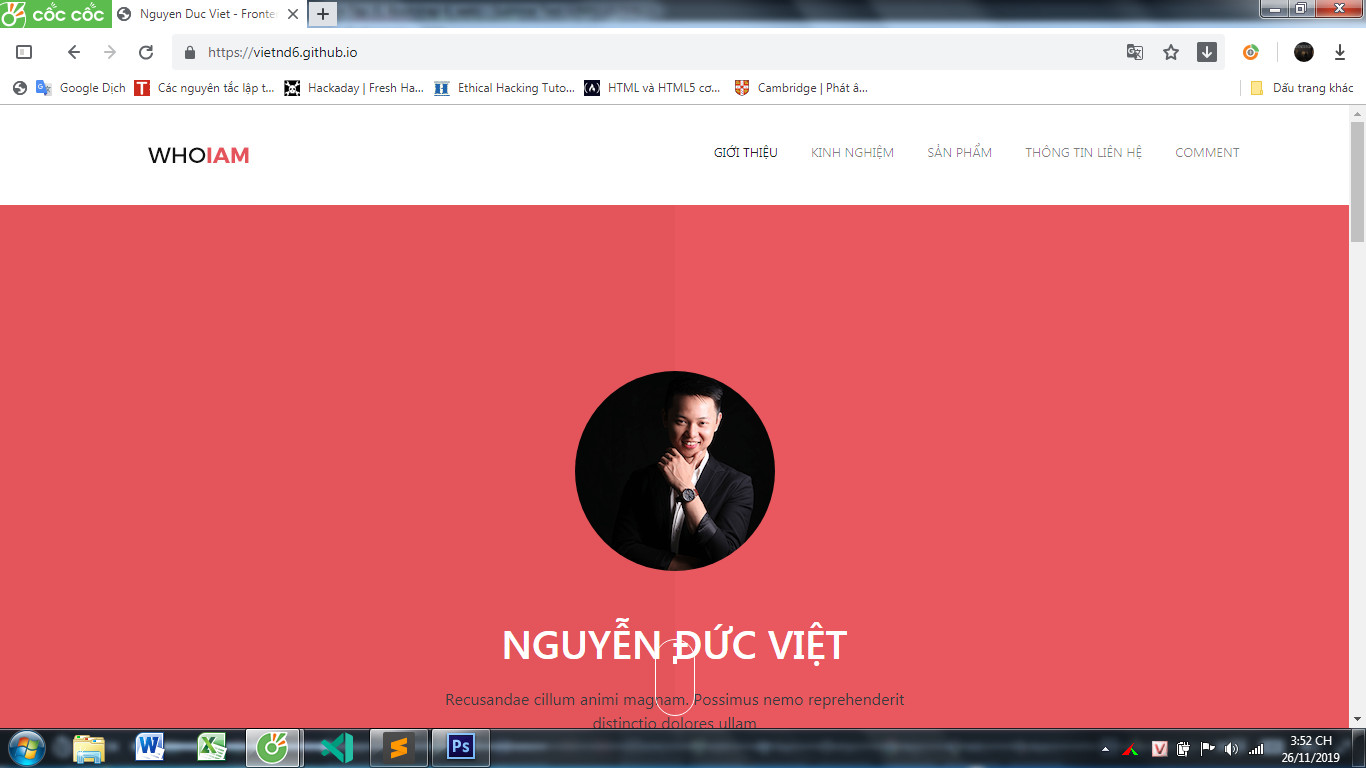 cốc cốc
Nguyen Duc Viet - Fronte
https://vietnd6.github.io
Google Dịch
Các nguyên tắc lập t...
Hackaday | Fresh Ha...
Ethical Hacking Tuto...
HTML và HTML5 cơ...
Cambridge | Phát â...
Dấu trang khác
WHOIAM
GIỚI THIỆU
KINH NGHIỆM
SẢN PHẨM
THÔNG TIN LIÊN HỆ
COMMENT
NGUYỄN ĐỨC VIỆT
Recusandae cillum animi magnam. Possimus nemo reprehenderit
distinctio dolores ullam
3:52 CH
26/11/2019